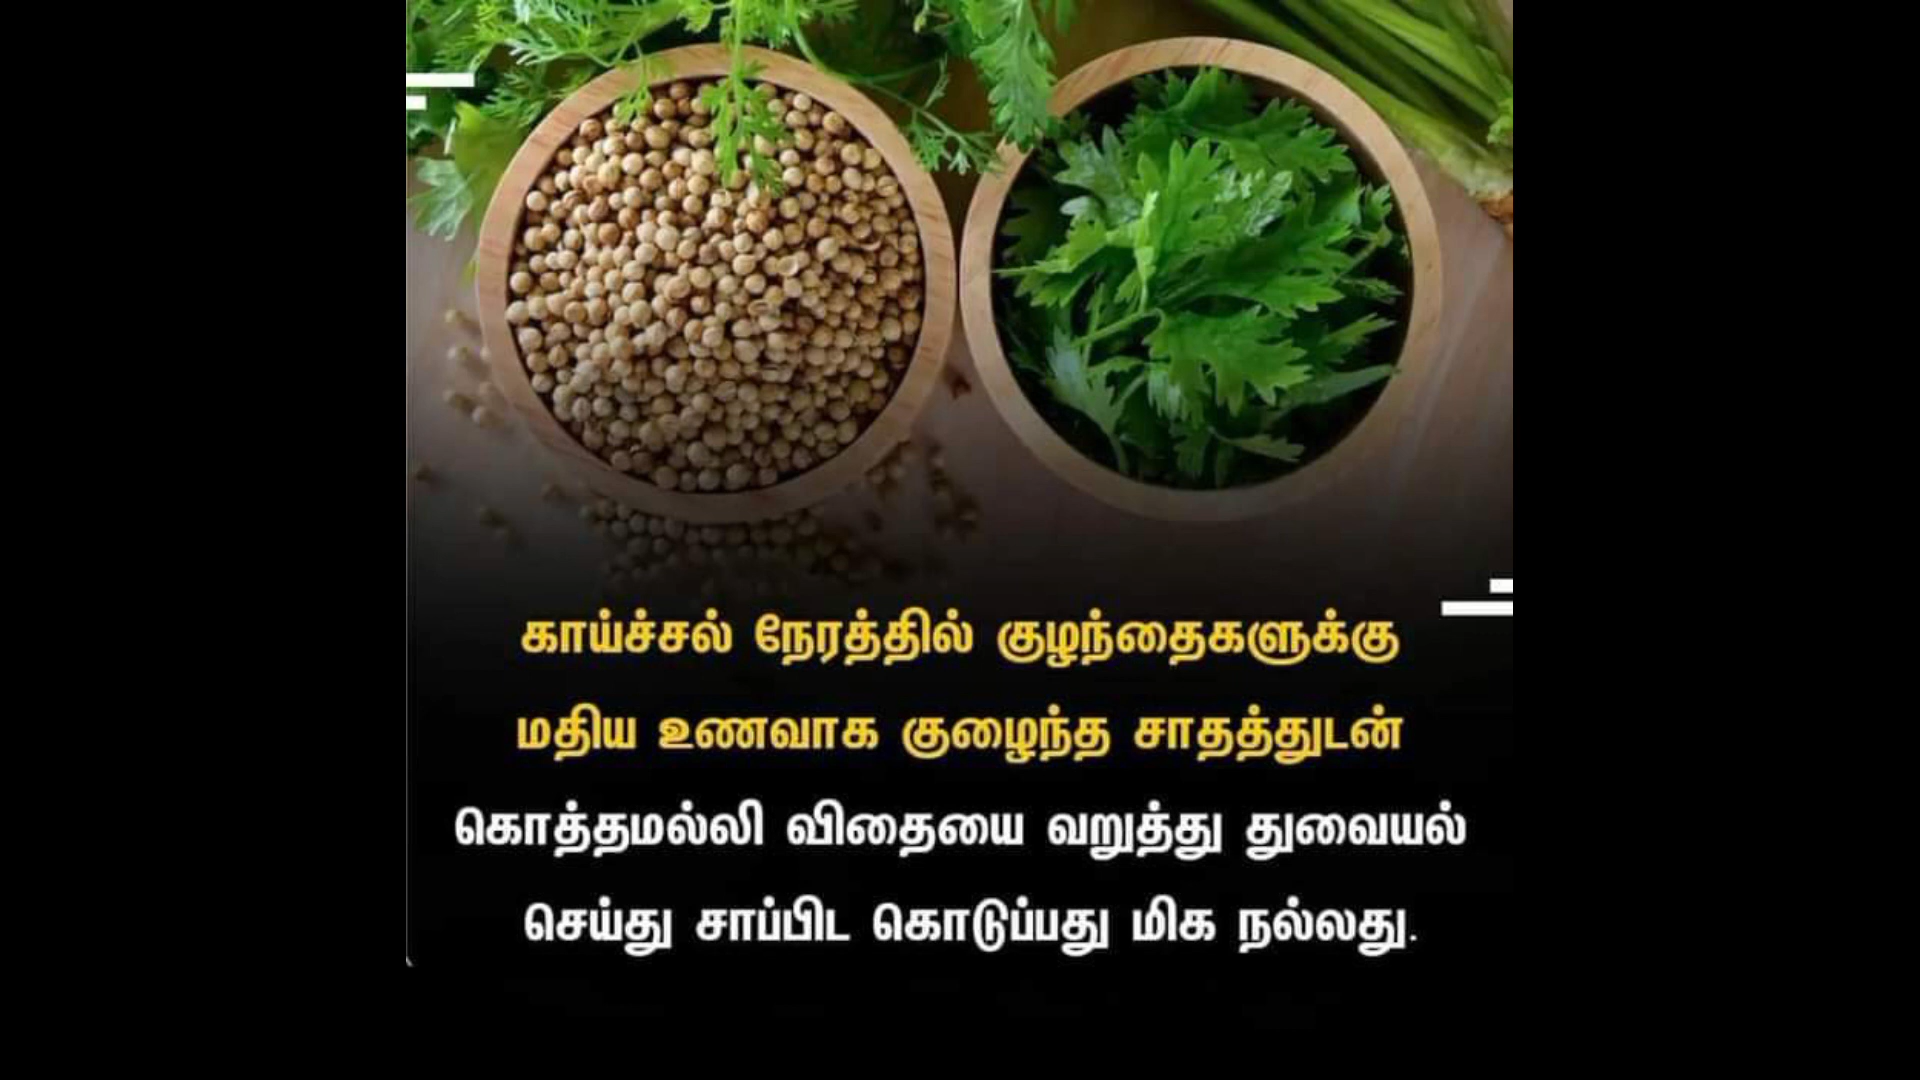 காய்ச்சல் நேரத்தில் குழந்தைகளுக்கு
மதிய உணவாக குழைந்த சாதத்துடன்
கொத்தமல்லி விதையை வறுத்து துவையல்
செய்து சாப்பிட கொடுப்பது மிக நல்லது.